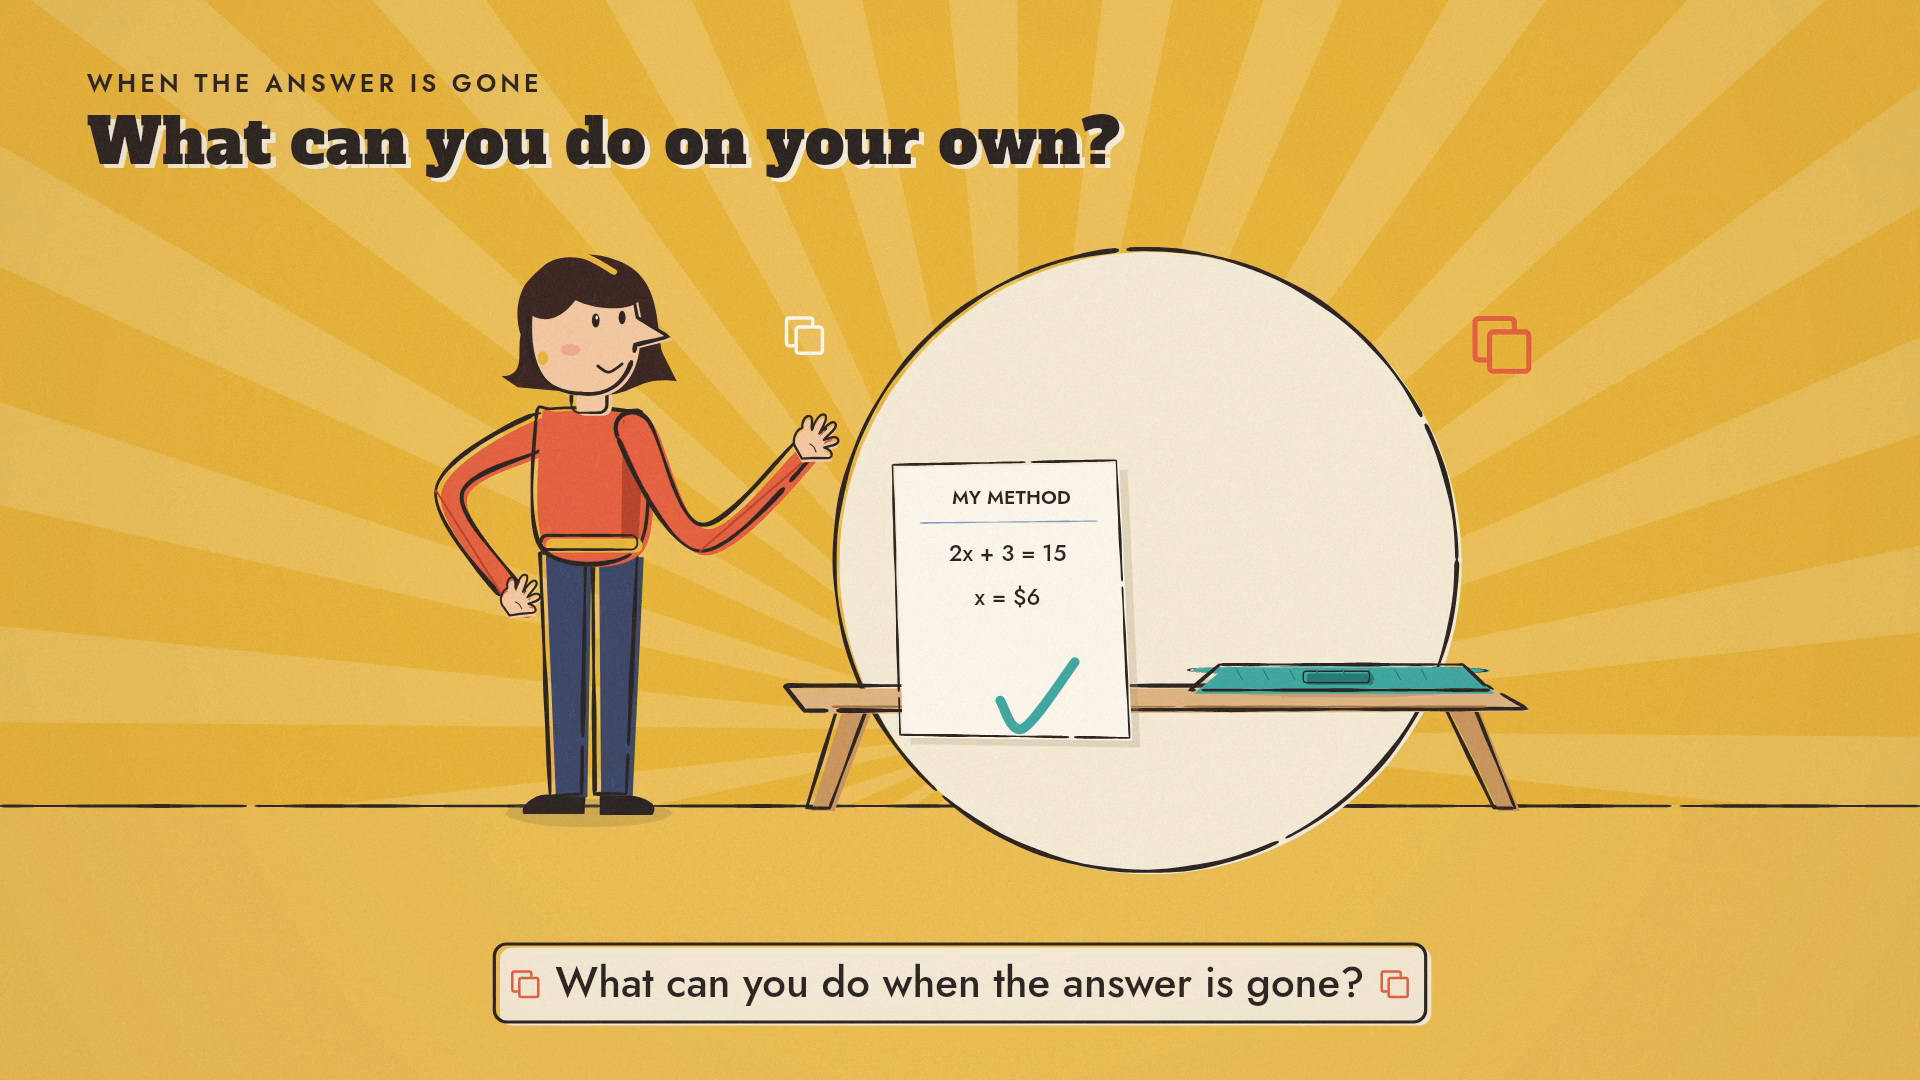 WHEN THE ANSWER IS GONE
What can you do on your own?
MY METHOD
2x + 3 = 15
x = $6
What can you do when the answer is gone?